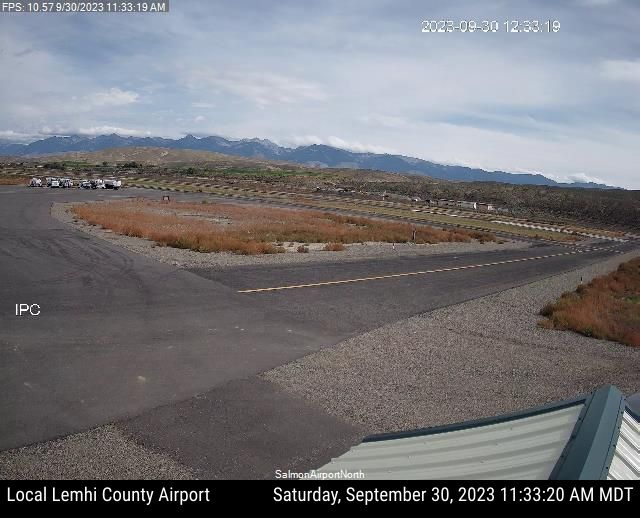 FPS: 10.57 9/30/2023 11:33:19 AM
2023-09-30 12:33:19
IPC
SalmonAirportNorth
Local Lemhi County Airport Saturday, September 30, 2023 11:33:20 AM MDT